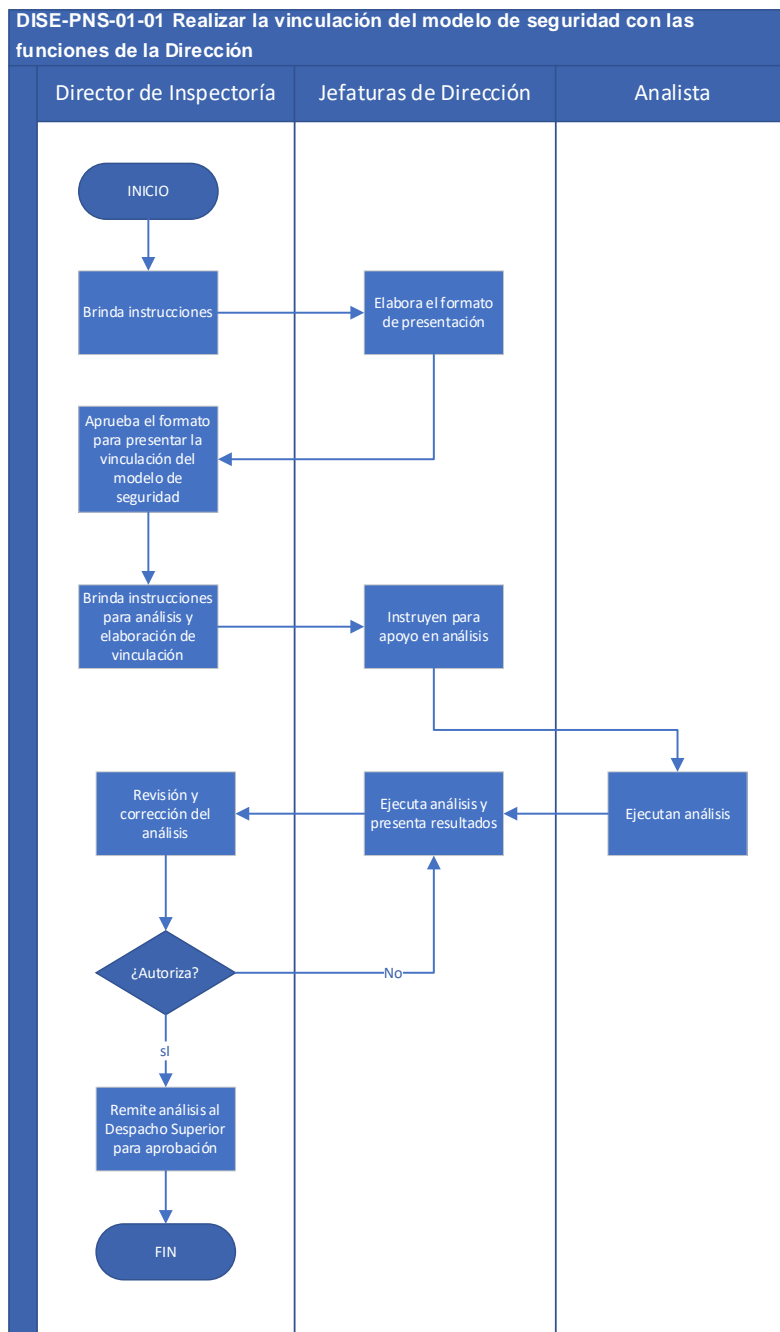 DISE-PNS-01-01 Realizar la vinculación del modelo de seguridad con las
funciones de la Dirección
Director de Inspectoría
Jefaturas de Dirección
Analista
INICIO
Brinda instrucciones
Elabora el formato
de presentación
Aprueba el formato
para presentar la
vinculación del
modelo de
seguridad
Brinda instrucciones
para análisis y
elaboración de
vinculación
Instruyen para
apoyo en análisis
Revisión y
corrección del
análisis
Ejecuta análisis y
presenta resultados
Ejecutan análisis
¿Autoriza?
No
sI
Remite análisis al
Despacho Superior
para aprobación
FIN